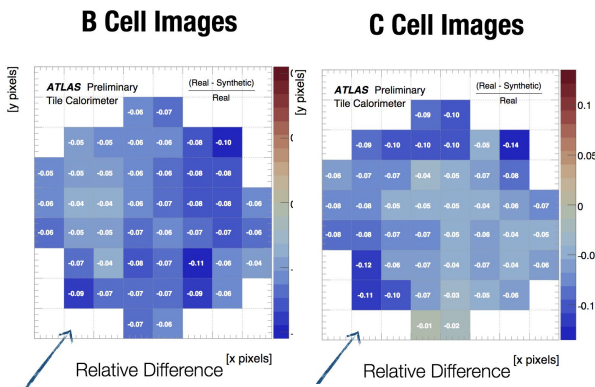 B Cell Images
C Cell Images
[y pixels]
ATLAS Preliminary
Tile Calorimeter
(Real - Synthetic)
Real
-0.06 -0.07
-0.05 -0.05 -0.06 -0.06 -0.08 -0.10
-0.05 -0.05 -0.06 -0.07 -0.08 -0.08
-0.06 -0.04 -0.04 -0.06 -0.07 -0.08 -0.08 -0.06
-0.06 -0.05 -0.06 -0.07 -0.07 -0.08 -0.07 -0.05
-0.07 -0.04 -0.08 -0.07 -0.11 -0.06 -0.04
-0.09 -0.07 -0.07 -0.07 -0.09 -0.06
-0.07
[x pixels]
Relative Difference
[y pixels]
ATLAS Preliminary
Tile Calorimeter
(Real - Synthetic)
Real
-0.09 -0.10
-0.09 -0.10 -0.10 -0.10 -0.05 -0.14
-0.06 -0.07 -0.04 -0.05 -0.07 -0.08
-0.08 -0.05 -0.05 -0.05 -0.05 -0.04 -0.06 -0.07
-0.08 -0.08 -0.07 -0.07 -0.05 -0.04 -0.05 -0.06
-0.12 -0.06 -0.07 -0.04 -0.07 -0.04 -0.06
-0.11 -0.10 -0.07 -0.03 -0.05 -0.06
-0.01 -0.02
0.1
0.05
0
-0.0
-0.1
[x pixels]
Relative Difference